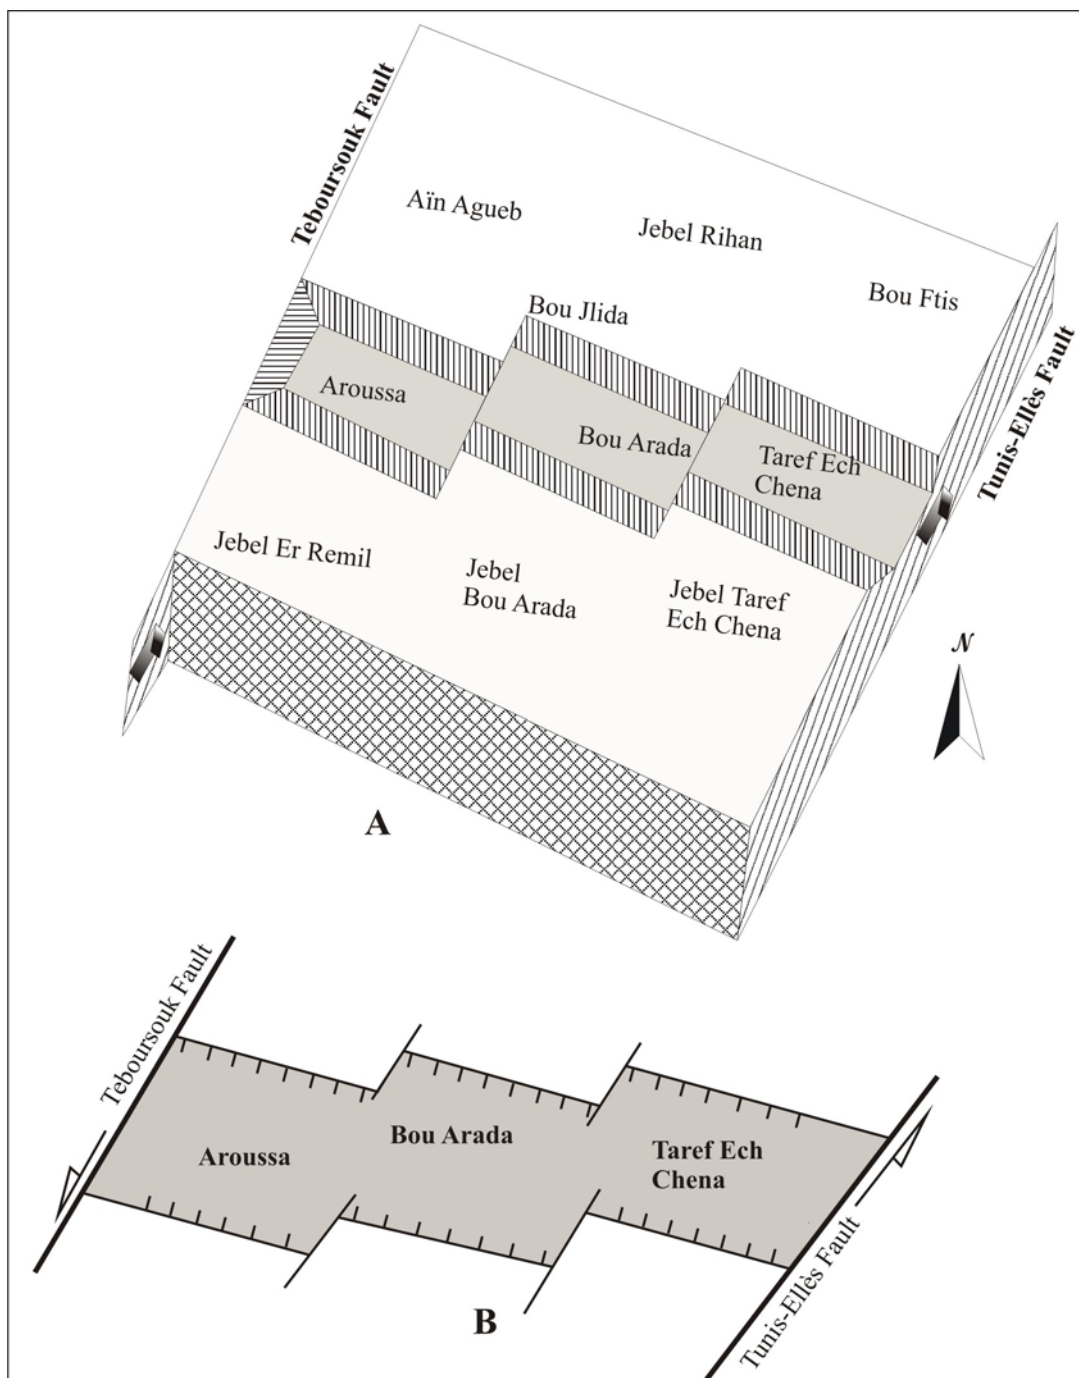 Teboursouk Fault
Aïn Agueb
Jebel Rihan
Bou Ftis
Bou Jlida
Tunis-Ellès Fault
Aroussa
Bou Arada
Taref Ech
Chena
Jebel Er Remil
Jebel
Bou Arada
Jebel Taref
Ech Chena
N
A
Teboursouk Fault
Bou Arada
Aroussa
Taref Ech
Chena
Tunis-Ellès Fault
B